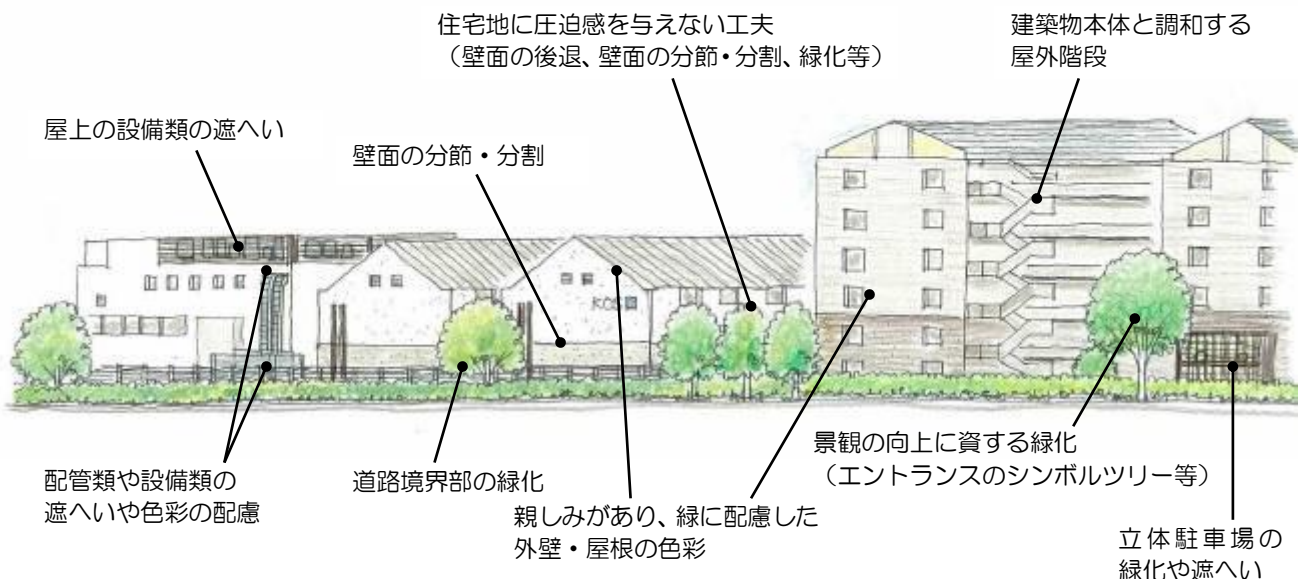 住宅地に圧迫感を与えない工夫
（壁面の後退、壁面の分節・分割、緑化等）
建築物本体と調和する
屋外階段
屋上の設備類の遮へい
壁面の分節・分割
KOS
配管類や設備類の
遮へいや色彩の配慮
道路境界部の緑化
親しみがあり、緑に配慮した
外壁・屋根の色彩
景観の向上に資する緑化
（エントランスのシンボルツリー等）
立体駐車場の
緑化や遮へい